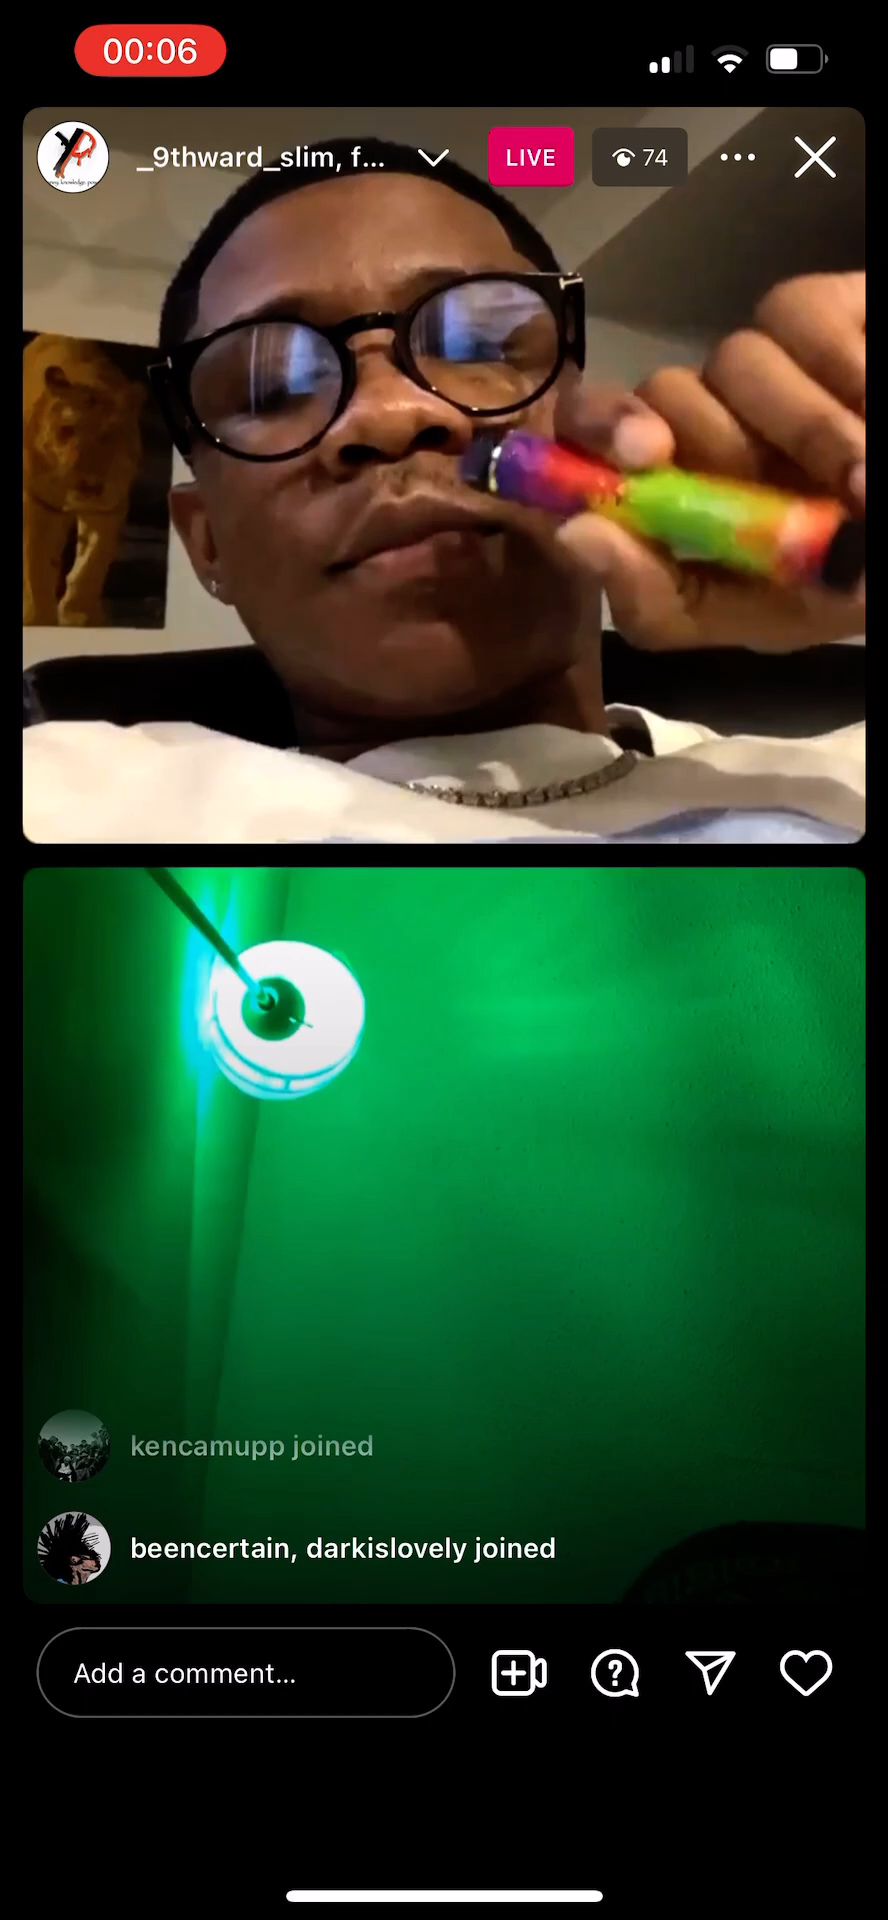 00:06
_9thward_slim, f...
LIVE
74
kencamupp joined
beencertain, darkislovely joined
Add a comment...